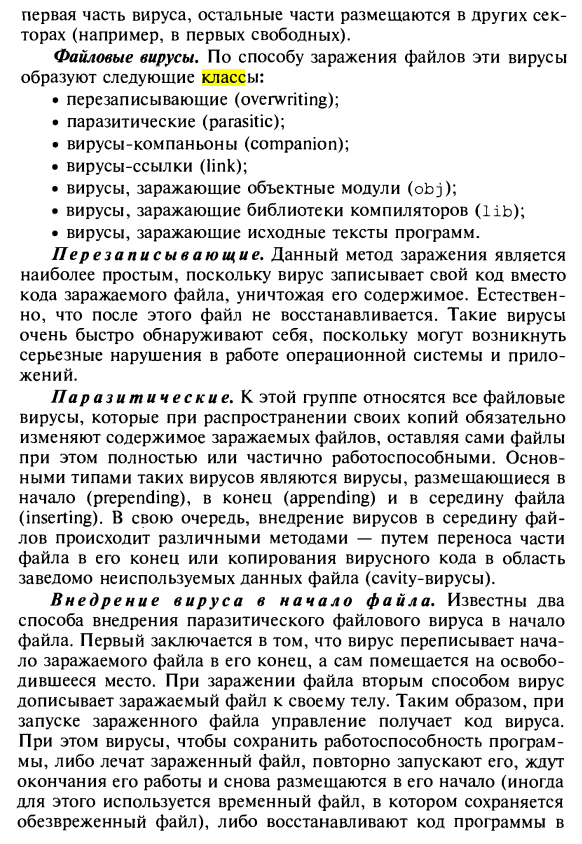 первая часть вируса, остальные части размещаются в других сек-
торах (например, в первых свободных).
Файловые вирусы. По способу заражения файлов эти вирусы
образуют следующие классы:
• перезаписывающие (overwriting);
• паразитические (parasitic);
• вирусы-компаньоны (companion);
• вирусы-ссылки (link);
• вирусы, заражающие объектные модули (obj);
• вирусы, заражающие библиотеки компиляторов (lib);
• вирусы, заражающие исходные тексты программ.
Перезаписывающие. Данный метод заражения является
наиболее простым, поскольку вирус записывает свой код вместо
кода заражаемого файла, уничтожая его содержимое. Естествен-
но, что после этого файл не восстанавливается. Такие вирусы
очень быстро обнаруживают себя, поскольку могут возникнуть
серьезные нарушения в работе операционной системы и прило-
жений.
Паразитические. К этой группе относятся все файловые
вирусы, которые при распространении своих копий обязательно
изменяют содержимое заражаемых файлов, оставляя сами файлы
при этом полностью или частично работоспособными. Основ-
ными типами таких вирусов являются вирусы, размещающиеся в
начало (prepending), в конец (appending) и в середину файла
(inserting). В свою очередь, внедрение вирусов в середину фай-
лов происходит различными методами — путем переноса части
файла в его конец или копирования вирусного кода в область
заведомо неиспользуемых данных файла (cavity-вирусы).
Внедрение вируса в начало файла. Известны два
способа внедрения паразитического файлового вируса в начало
файла. Первый заключается в том, что вирус переписывает нача-
ло заражаемого файла в его конец, а сам помещается на освобо-
дившееся место. При заражении файла вторым способом вирус
дописывает заражаемый файл к своему телу. Таким образом, при
запуске зараженного файла управление получает код вируса.
При этом вирусы, чтобы сохранить работоспособность програм-
мы, либо лечат зараженный файл, повторно запускают его, ждут
окончания его работы и снова размещаются в его начало (иногда
для этого используется временный файл, в котором сохраняется
обезвреженный файл), либо восстанавливают код программы в